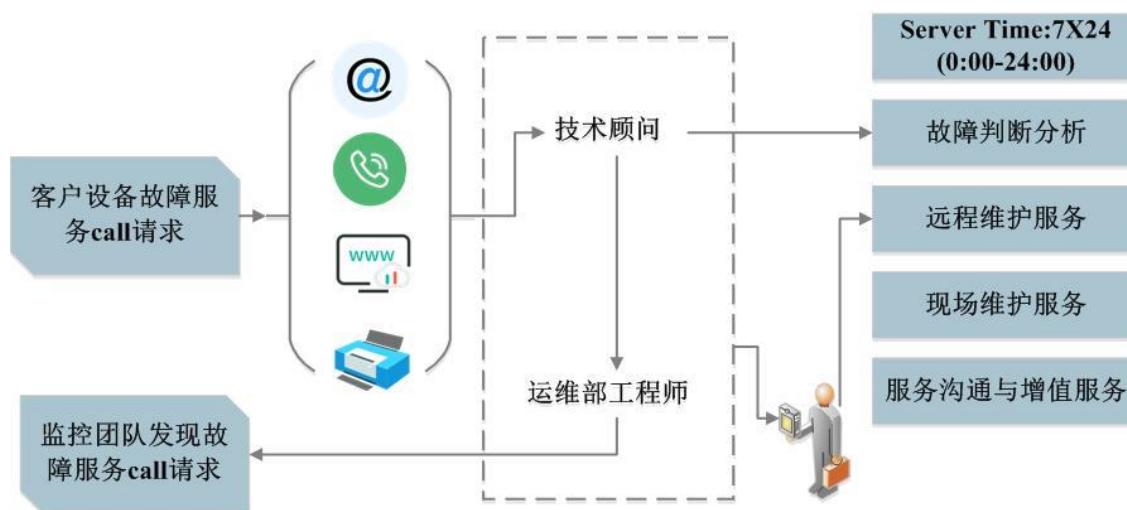 客户设备故障服
务call请求
监控团队发现故
障服务call请求
@
www
技术顾问
运维部工程师
Server Time:7X24
(0:00-24:00)
故障判断分析
远程维护服务
现场维护服务
服务沟通与增值服务